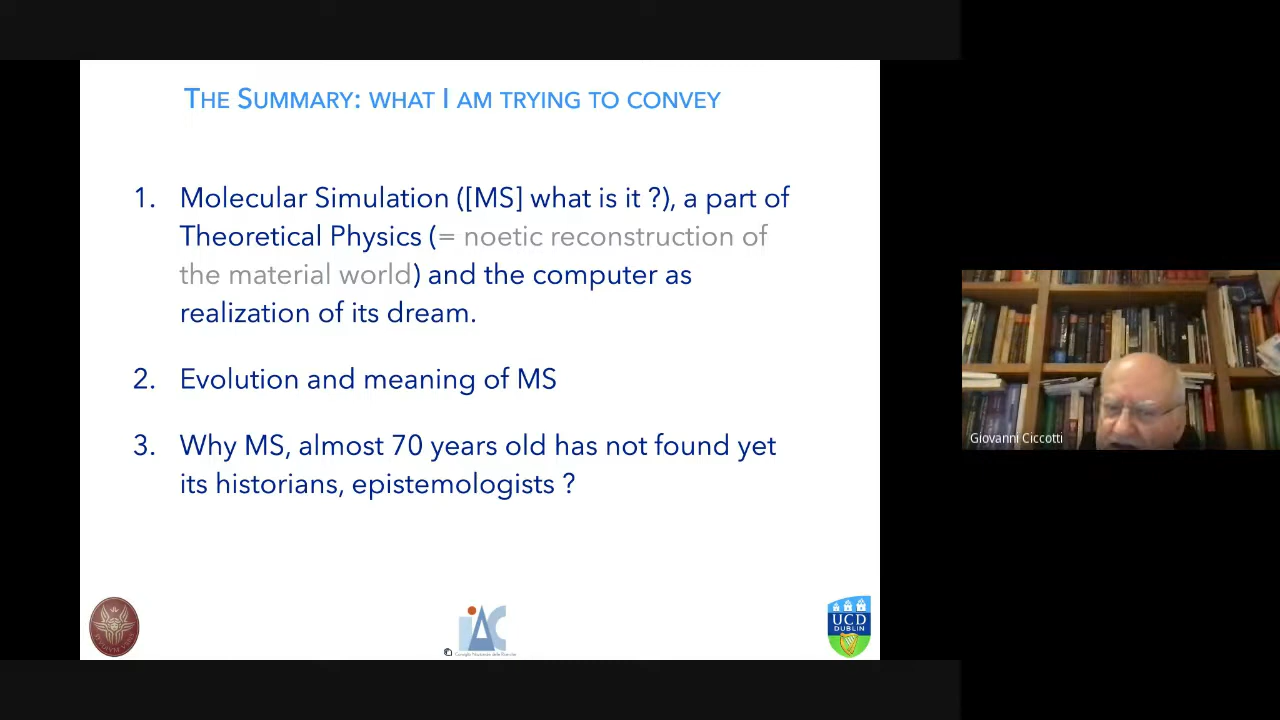 THE SUMMARY: WHAT I AM TRYING TO CONVEY
1. Molecular Simulation ([MS] what is it ?), a part of
Theoretical Physics (= noetic reconstruction of
the material world) and the computer as
realization of its dream.
2. Evolution and meaning of MS
3. Why MS, almost 70 years old has not found yet
its historians, epistemologists ?
Giovanni Ciccotti
iAC
UCD
DUBLIN